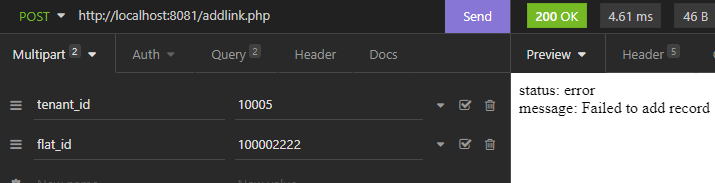 POST http://localhost:8081/addlink.php Send 200 OK 4.61 ms 46 B
Multipart 2 Auth Query 2 Header Docs Preview Header 5
status: error
message: Failed to add record
tenant_id 10005
flat_id 100002222
New name New value